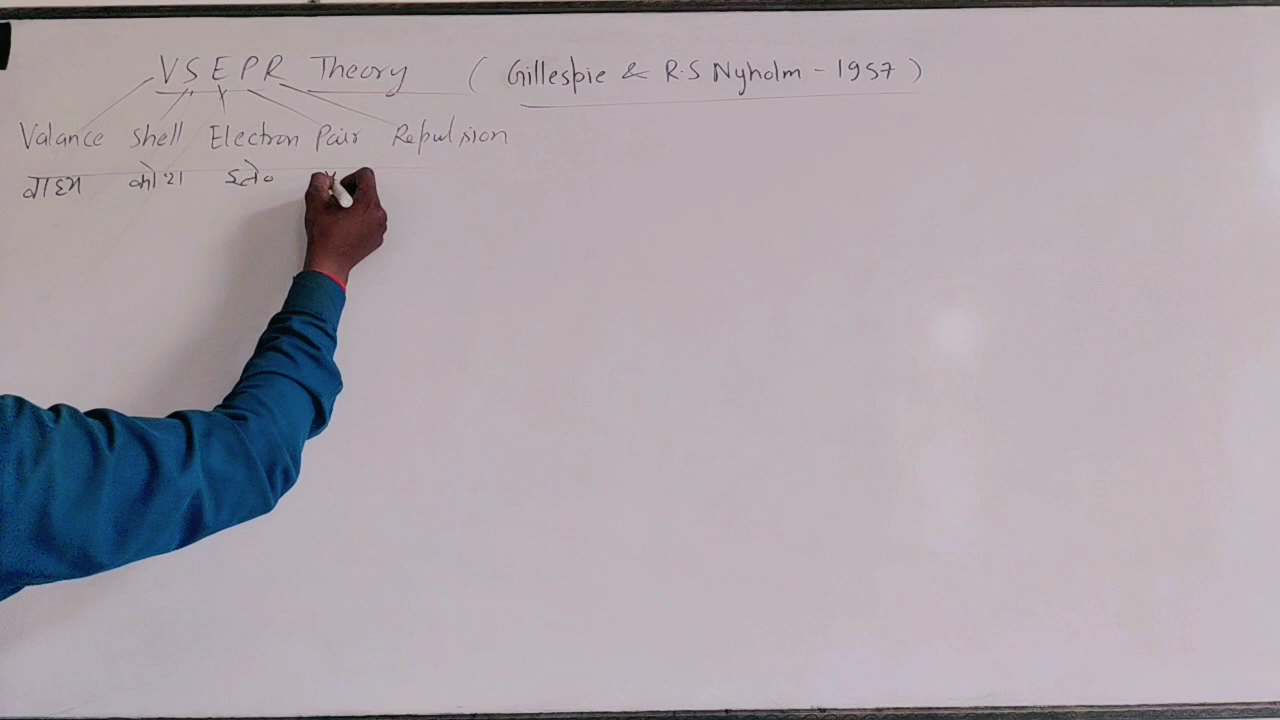 VSEPR Theory ( Gillespie & R.S Nyholm - 1957 )
Valance Shell Electron Pair Repulsion
बाह्य कोश इले०